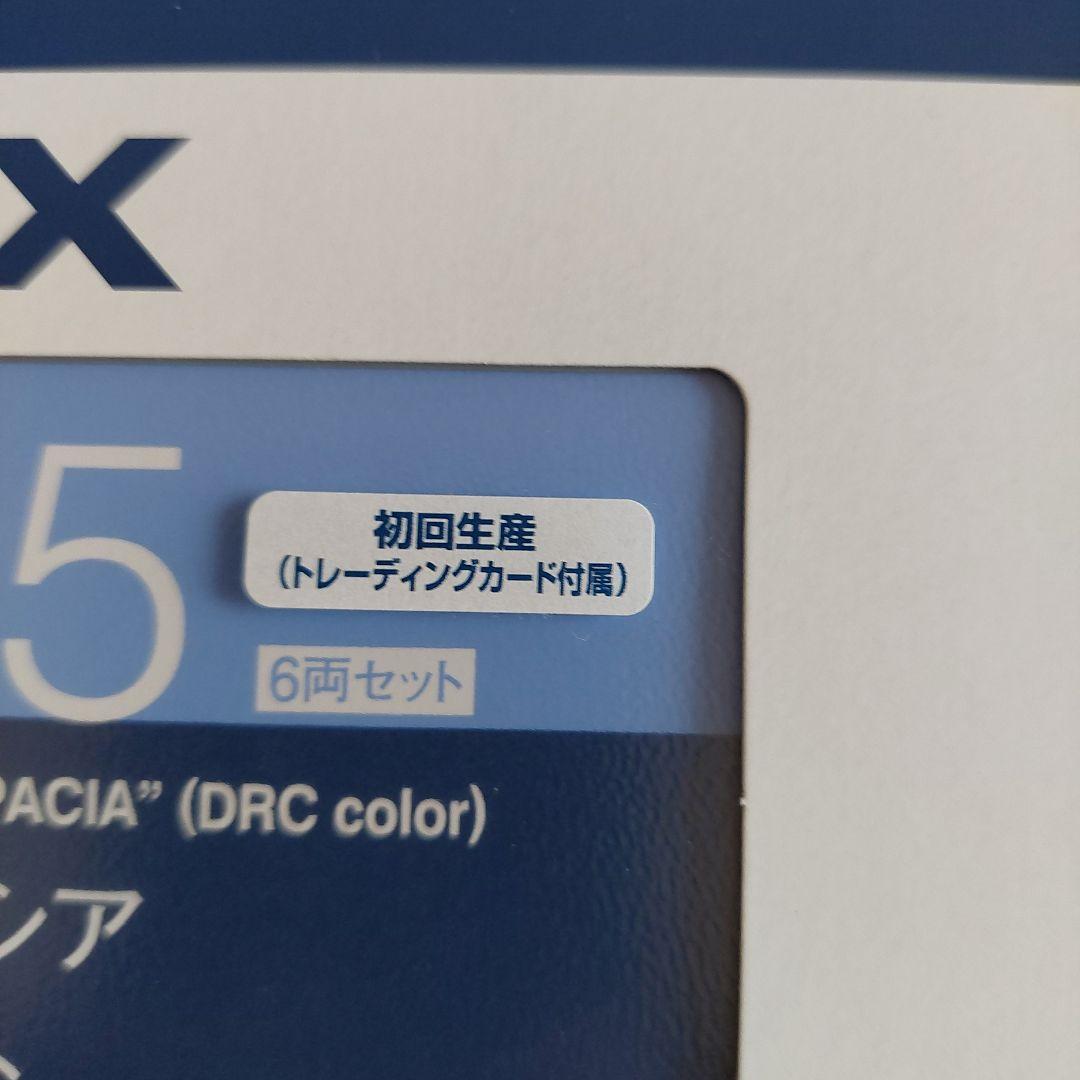 X
5
初回生産
（トレーディングカード付属）
6両セット
PACIA” (DRC color)
シア